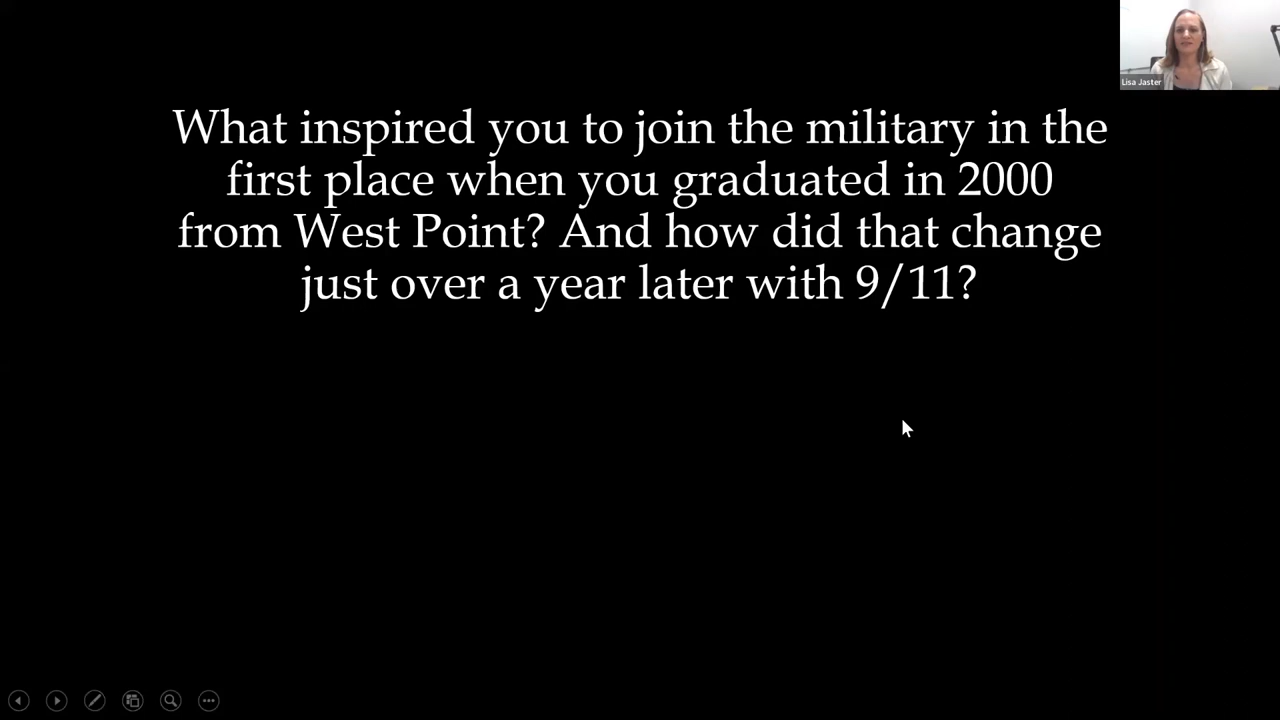 Lisa Jaster
What inspired you to join the military in the
first place when you graduated in 2000
from West Point? And how did that change
just over a year later with 9/11?